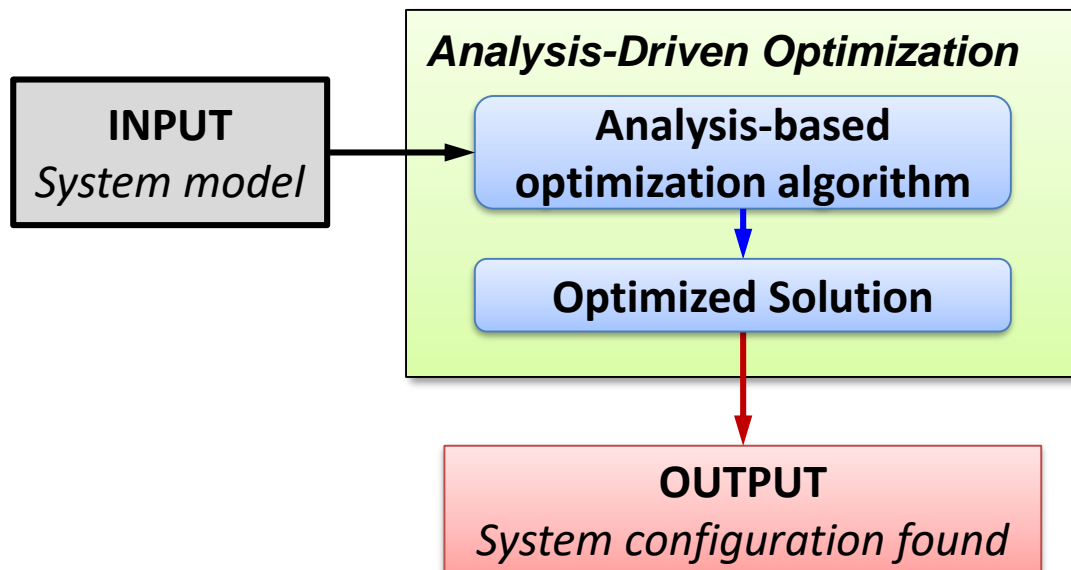 Analysis-Driven Optimization
INPUT
System model
Analysis-based
optimization algorithm
Optimized Solution
OUTPUT
System configuration found